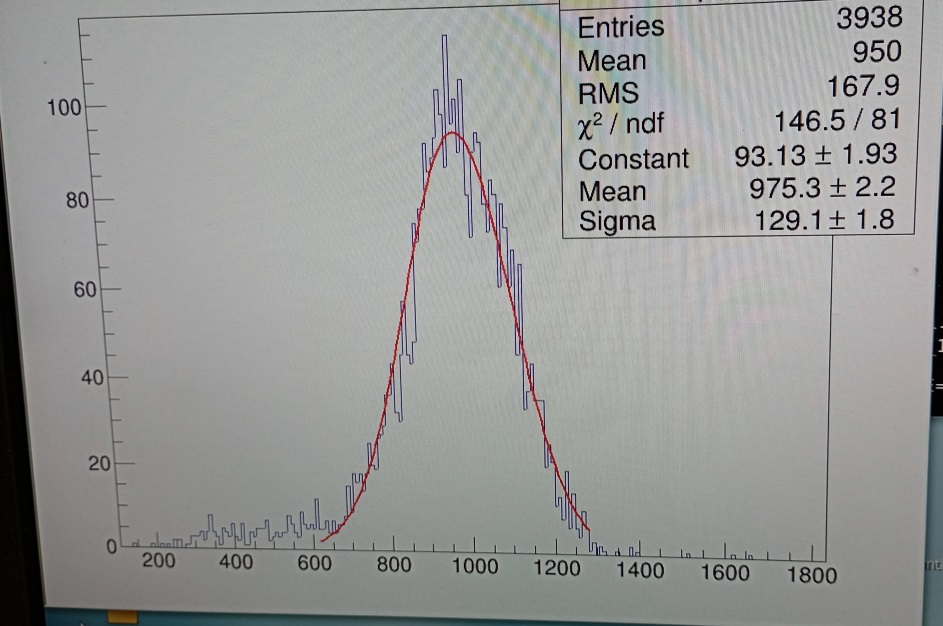 Entries 3938
Mean 950
RMS 167.9
χ² / ndf 146.5 / 81
Constant 93.13 ± 1.93
Mean 975.3 ± 2.2
Sigma 129.1 ± 1.8
100
80
60
40
20
0
200 400 600 800 1000 1200 1400 1600 1800